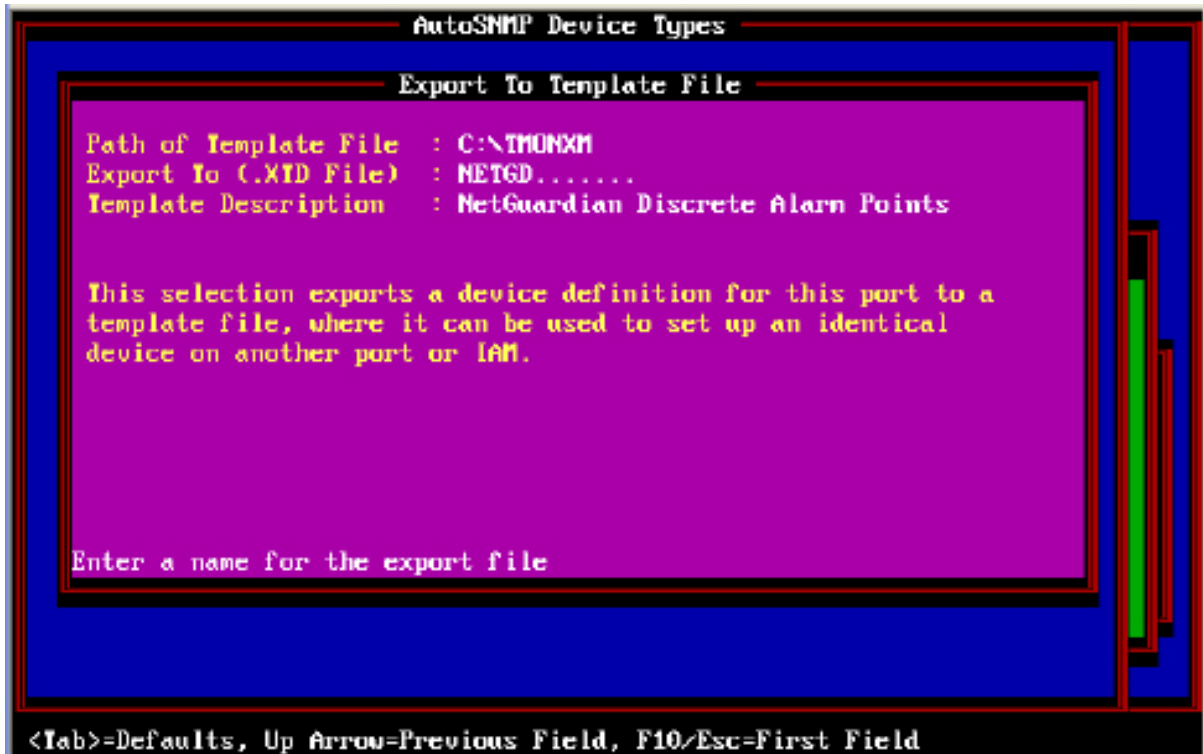 AutoSNMP Device Types
Export To Template File
Path of Template File : C:\TMONXM
Export To (.XTD File) : NETGD.......
Template Description : NetGuardian Discrete Alarm Points
This selection exports a device definition for this port to a
template file, where it can be used to set up an identical
device on another port or IAM.
Enter a name for the export file
<Tab>=Defaults, Up Arrow=Previous Field, F10/Esc=First Field